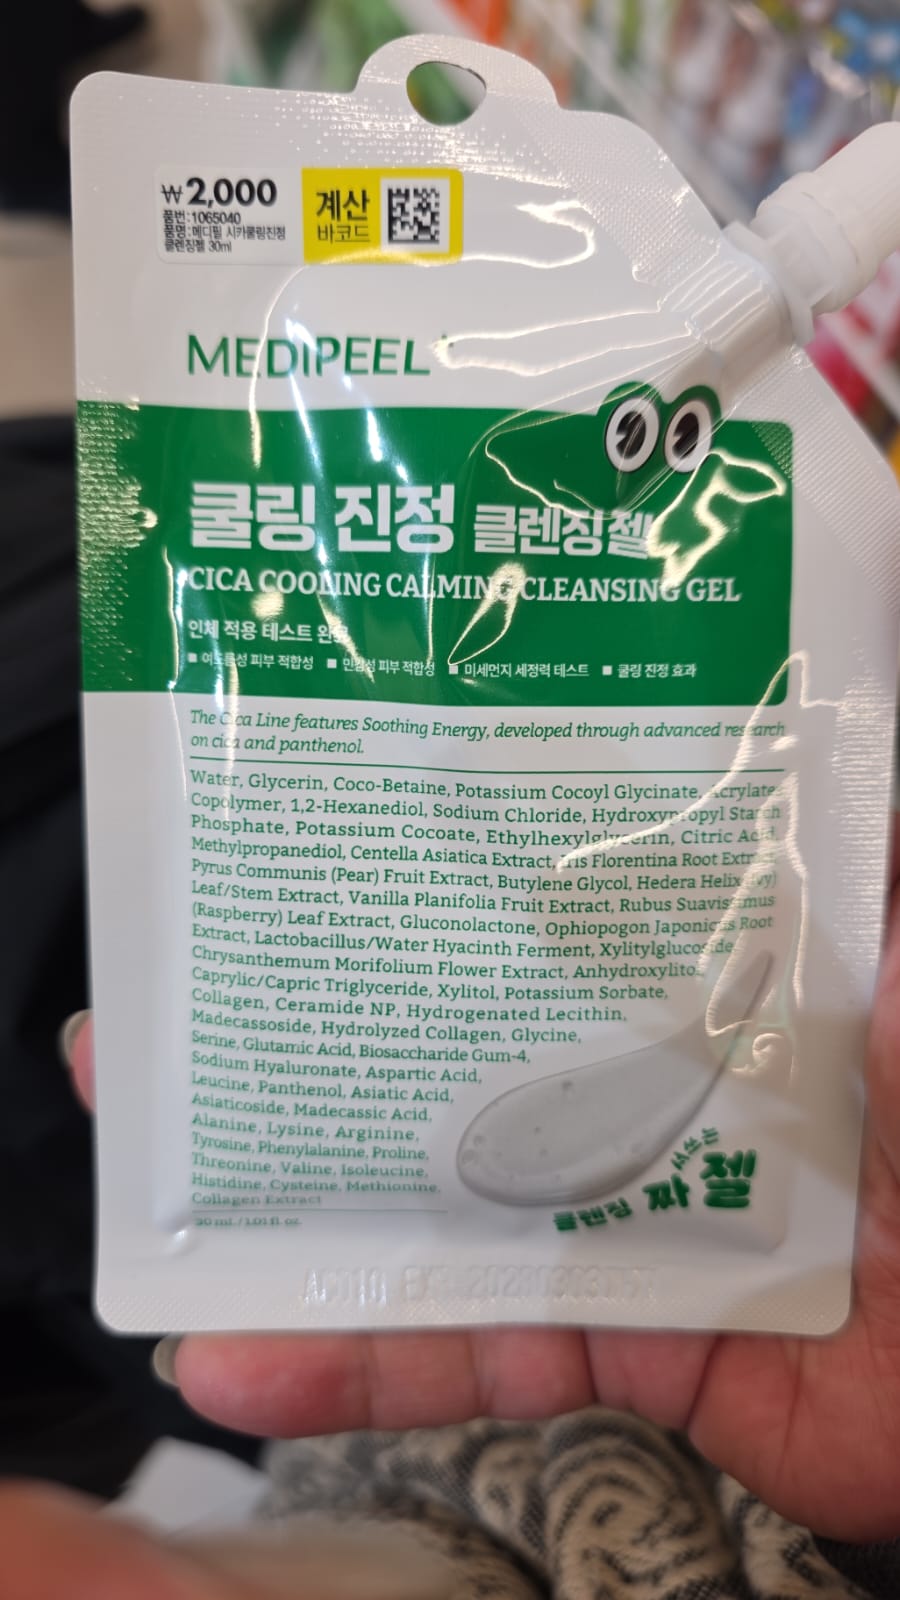 ₩2,000
품번:1065040
품명:메디필 시카쿨링진정
클렌징젤 30ml
계산
바코드
MEDIPEEL
쿨링 진정 클렌징젤
CICA COOLING CALMING CLEANSING GEL
인체 적용 테스트 완료
■ 여드름성 피부 적합성 ■ 민감성 피부 적합성 ■ 미세먼지 세정력 테스트 ■ 쿨링 진정 효과
The Cica Line features Soothing Energy, developed through advanced research
on cica and panthenol.
Water, Glycerin, Coco-Betaine, Potassium Cocoyl Glycinate, Acrylates
Copolymer, 1,2-Hexanediol, Sodium Chloride, Hydroxypropyl Starch
Phosphate, Potassium Cocoate, Ethylhexylglycerin, Citric Acid,
Methylpropanediol, Centella Asiatica Extract, Iris Florentina Root Extract,
Pyrus Communis (Pear) Fruit Extract, Butylene Glycol, Hedera Helix (Ivy)
Leaf/Stem Extract, Vanilla Planifolia Fruit Extract, Rubus Suavissimus
(Raspberry) Leaf Extract, Gluconolactone, Ophiopogon Japonicus Root
Extract, Lactobacillus/Water Hyacinth Ferment, Xylitylglucoside,
Chrysanthemum Morifolium Flower Extract, Anhydroxylitol,
Caprylic/Capric Triglyceride, Xylitol, Potassium Sorbate,
Collagen, Ceramide NP, Hydrogenated Lecithin,
Madecassoside, Hydrolyzed Collagen, Glycine,
Serine, Glutamic Acid, Biosaccharide Gum-4,
Sodium Hyaluronate, Aspartic Acid,
Leucine, Panthenol, Asiatic Acid,
Asiaticoside, Madecassic Acid,
Alanine, Lysine, Arginine,
Tyrosine, Phenylalanine, Proline,
Threonine, Valine, Isoleucine,
Histidine, Cysteine, Methionine,
Collagen Extract
30 ml / 1.01 fl. oz.
짜서쓰는
클렌징 젤
EXP